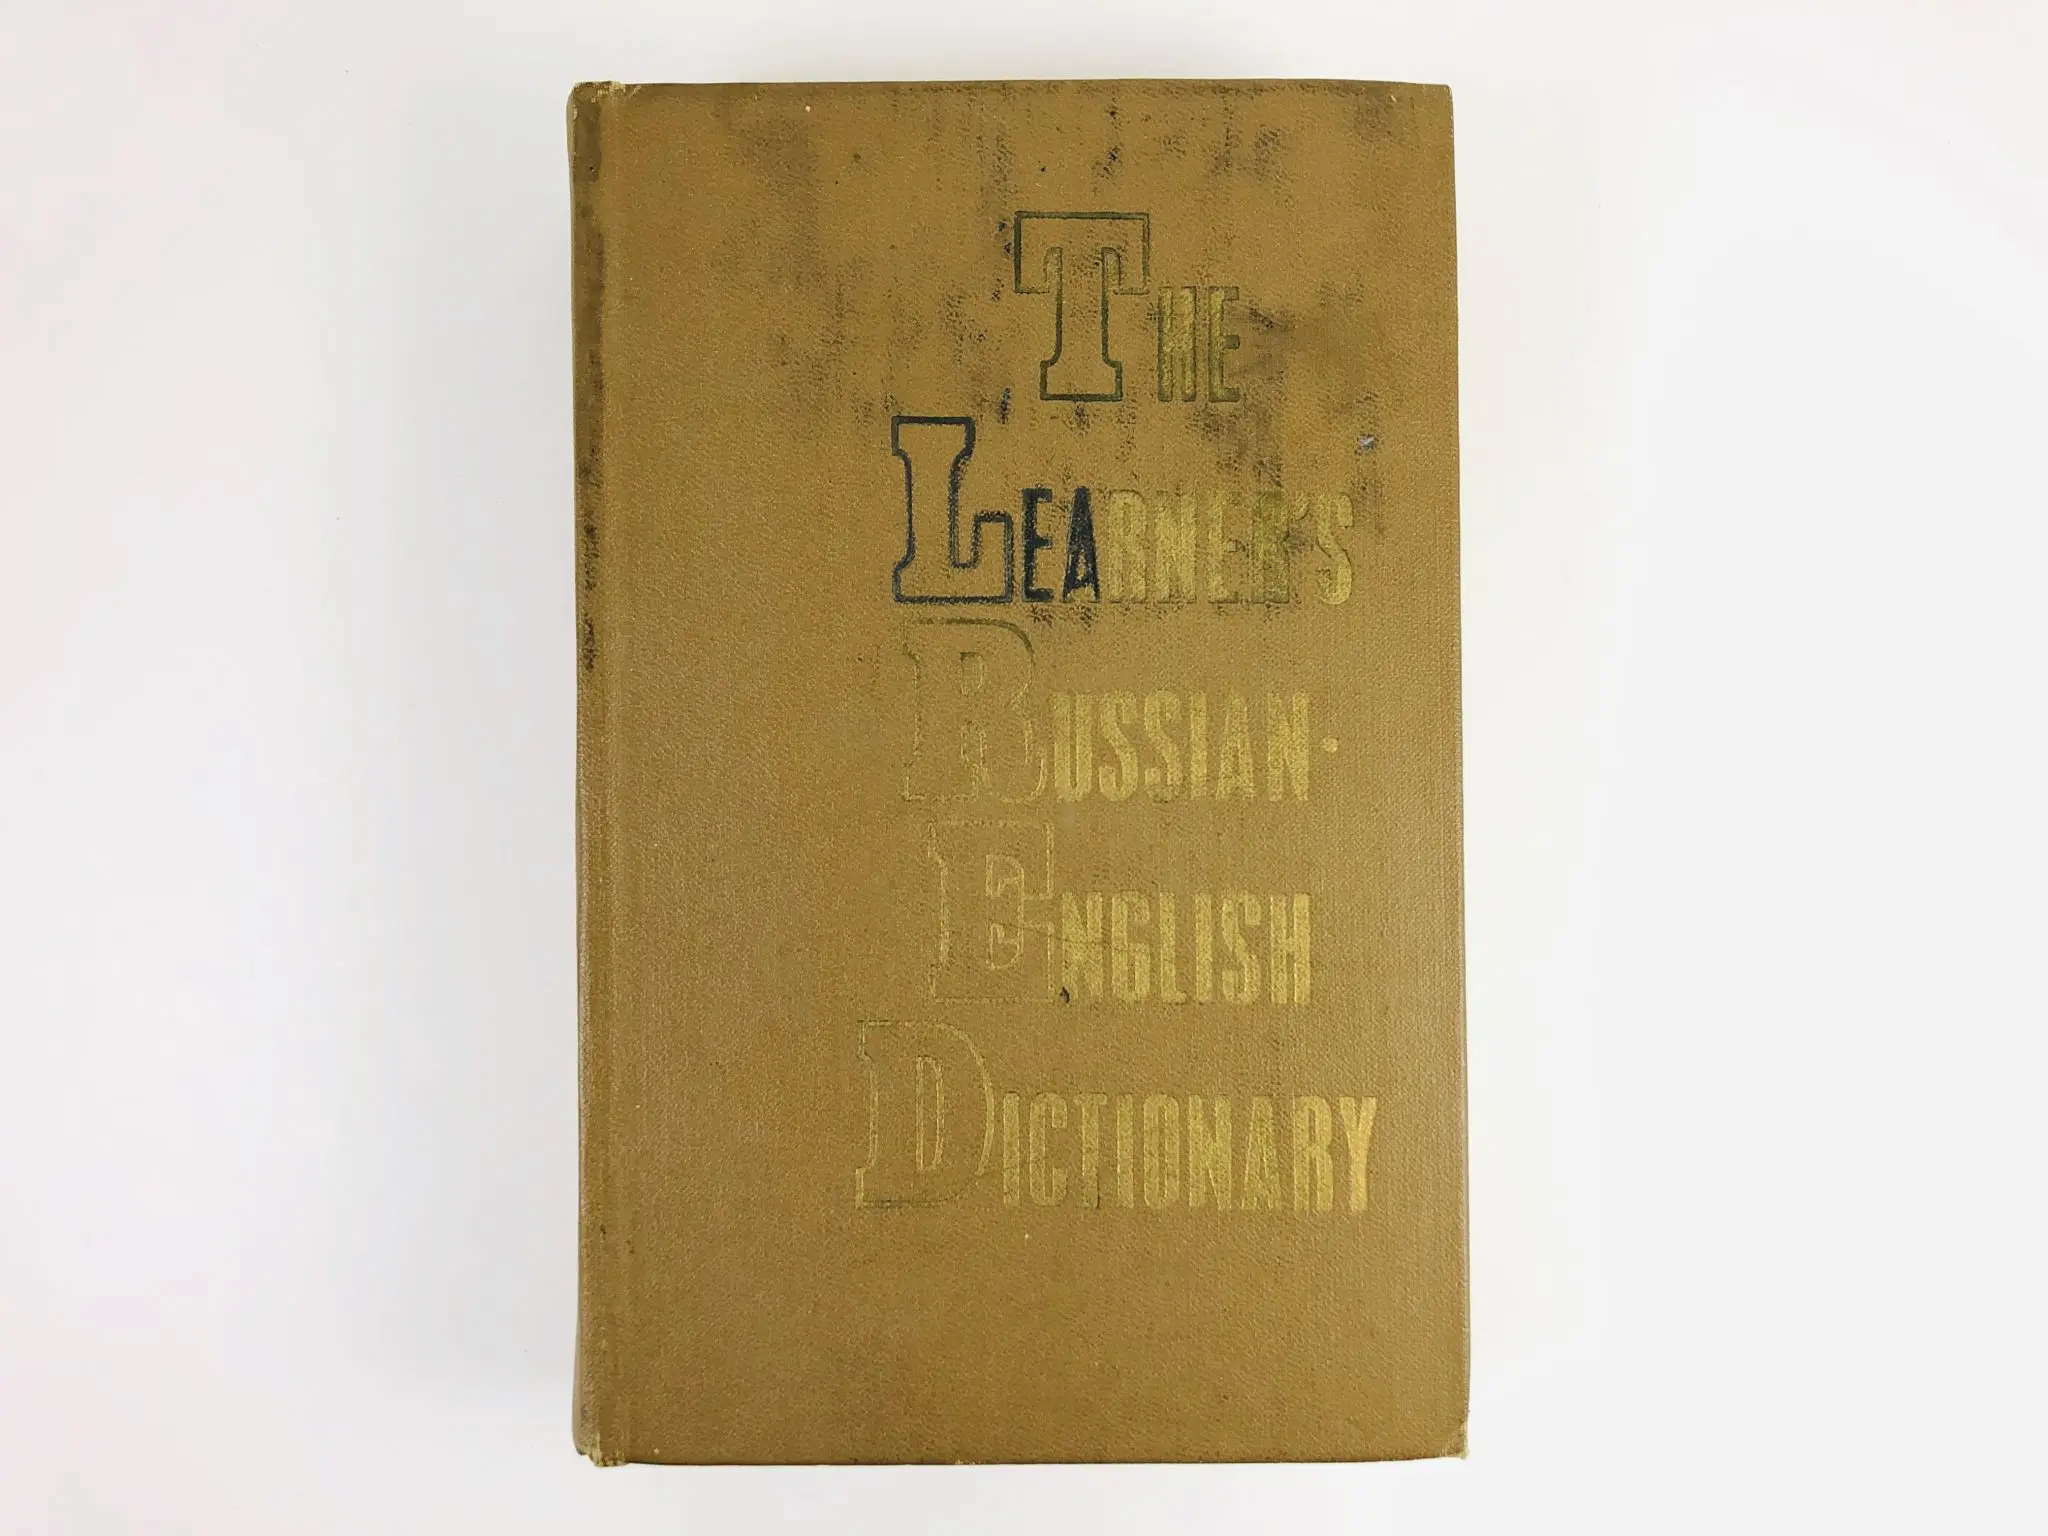 THE
LEARNER'S
RUSSIAN-
ENGLISH
DICTIONARY